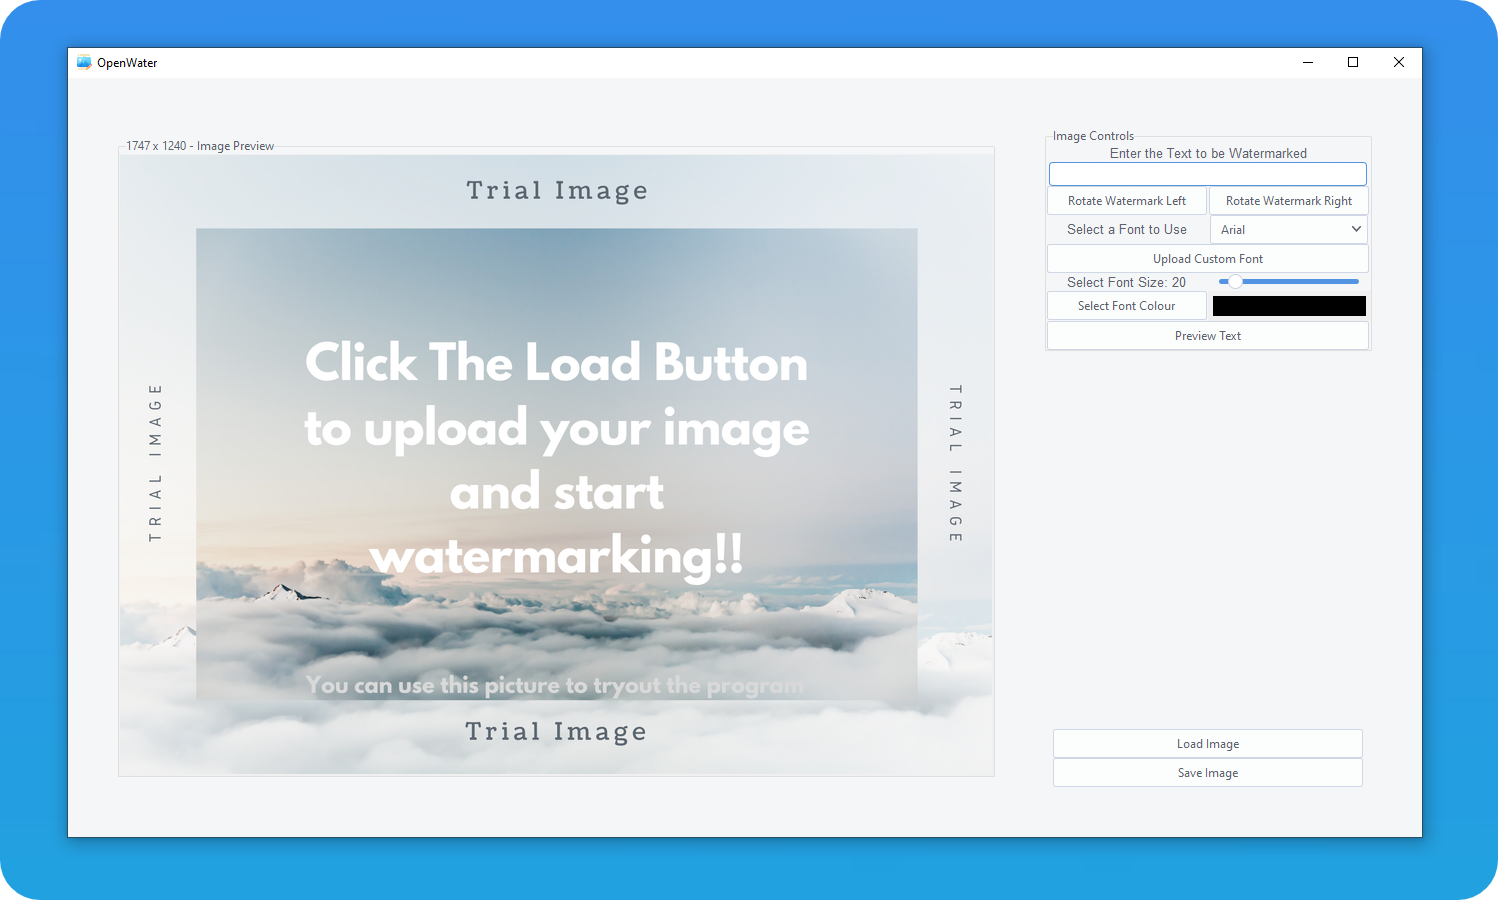 OpenWater
1747 x 1240 - Image Preview
Trial Image
TRIAL IMAGE
Click The Load Button
to upload your image
and start
watermarking!!
TRIAL IMAGE
You can use this picture to tryout the program
Trial Image
Image Controls
Enter the Text to be Watermarked
Rotate Watermark Left Rotate Watermark Right
Select a Font to Use Arial
Upload Custom Font
Select Font Size: 20
Select Font Colour
Preview Text
Load Image
Save Image